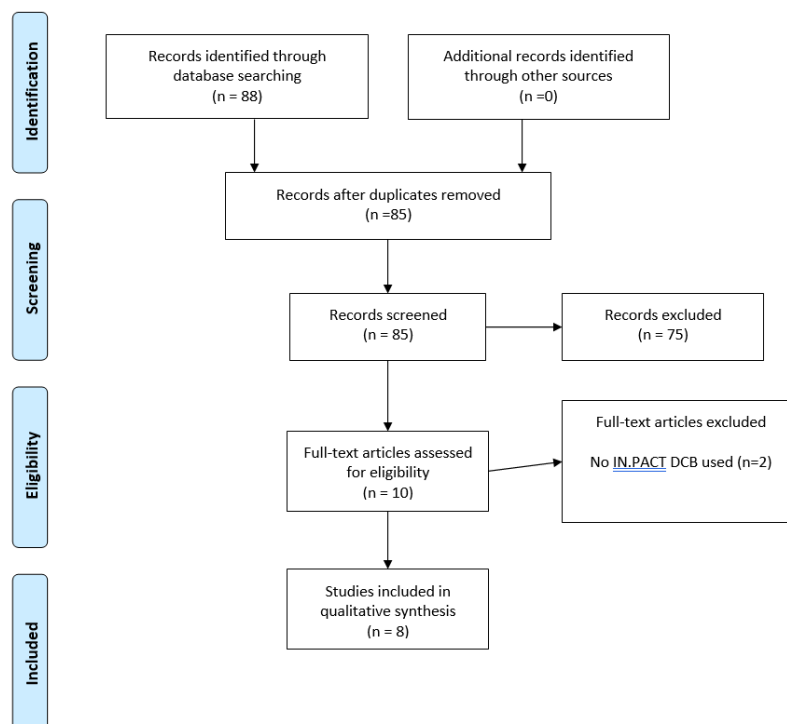 Identification
Records identified through
database searching
(n = 88)
Additional records identified
through other sources
(n =0)
Records after duplicates removed
(n =85)
Screening
Records screened
(n = 85)
Records excluded
(n = 75)
Eligibility
Full-text articles assessed
for eligibility
(n = 10)
Full-text articles excluded
No IN.PACT DCB used (n=2)
Included
Studies included in
qualitative synthesis
(n = 8)